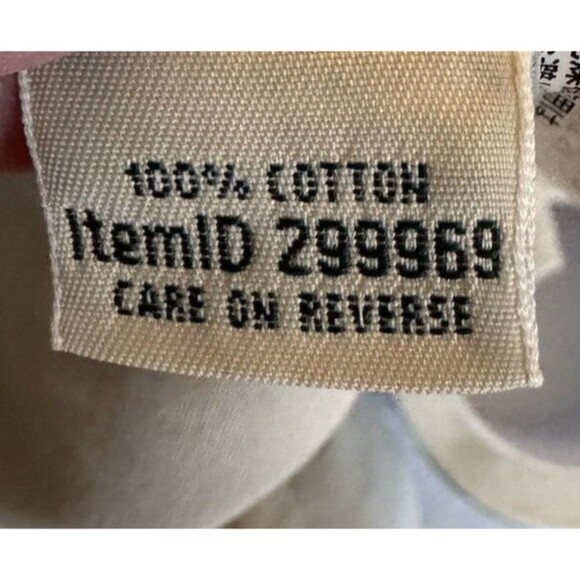 100% COTTON
ItemID 299969
CARE ON REVERSE